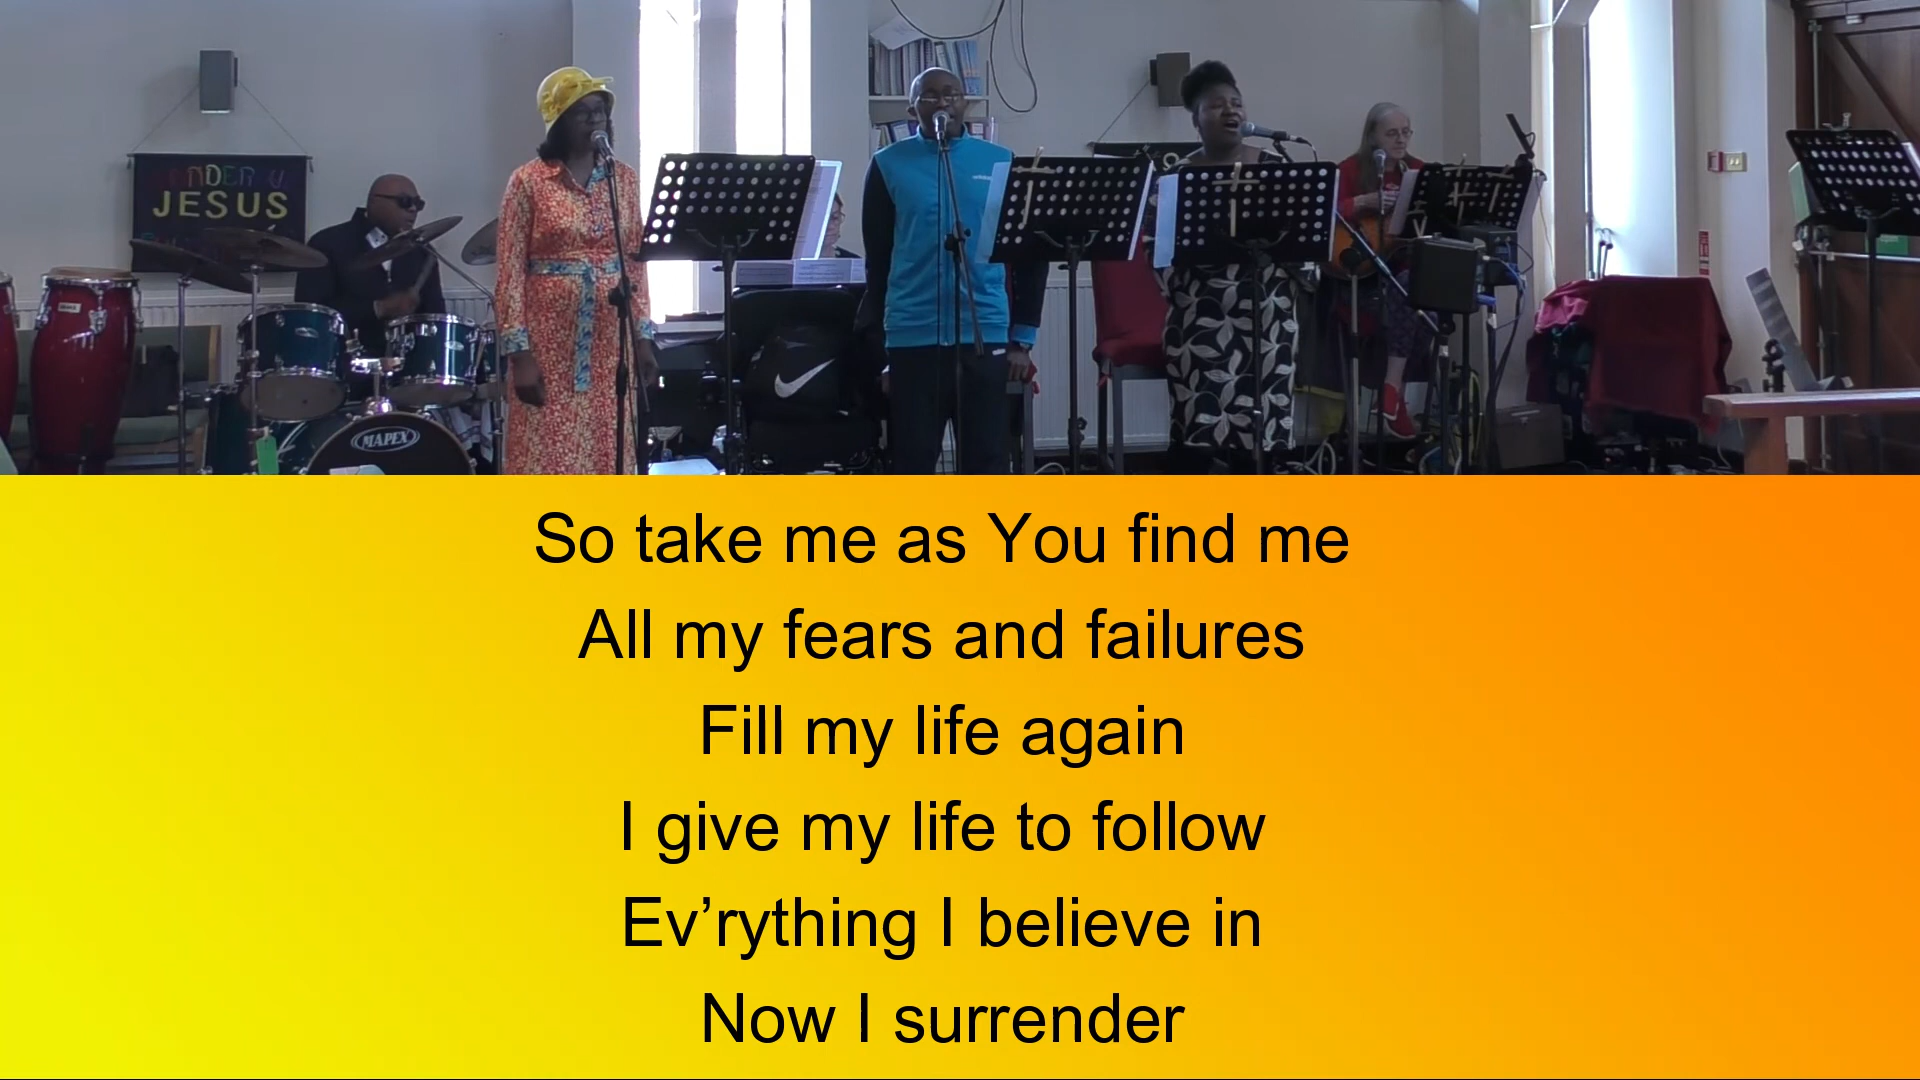 JESUS
MAPEX
So take me as You find me
All my fears and failures
Fill my life again
I give my life to follow
Ev’rything I believe in
Now I surrender